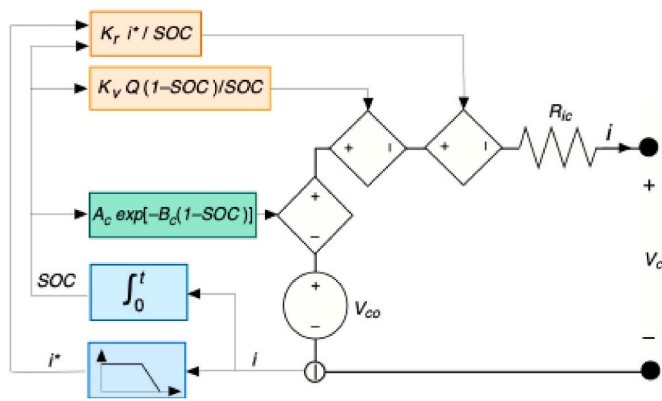 K_r i* / SOC
K_v Q (1–SOC)/SOC
R_ic
i
+ | + |
+
A_c exp[–B_c(1–SOC)]
+
–
V_c
SOC
∫_0^t
+
–
V_co
–
i*
i